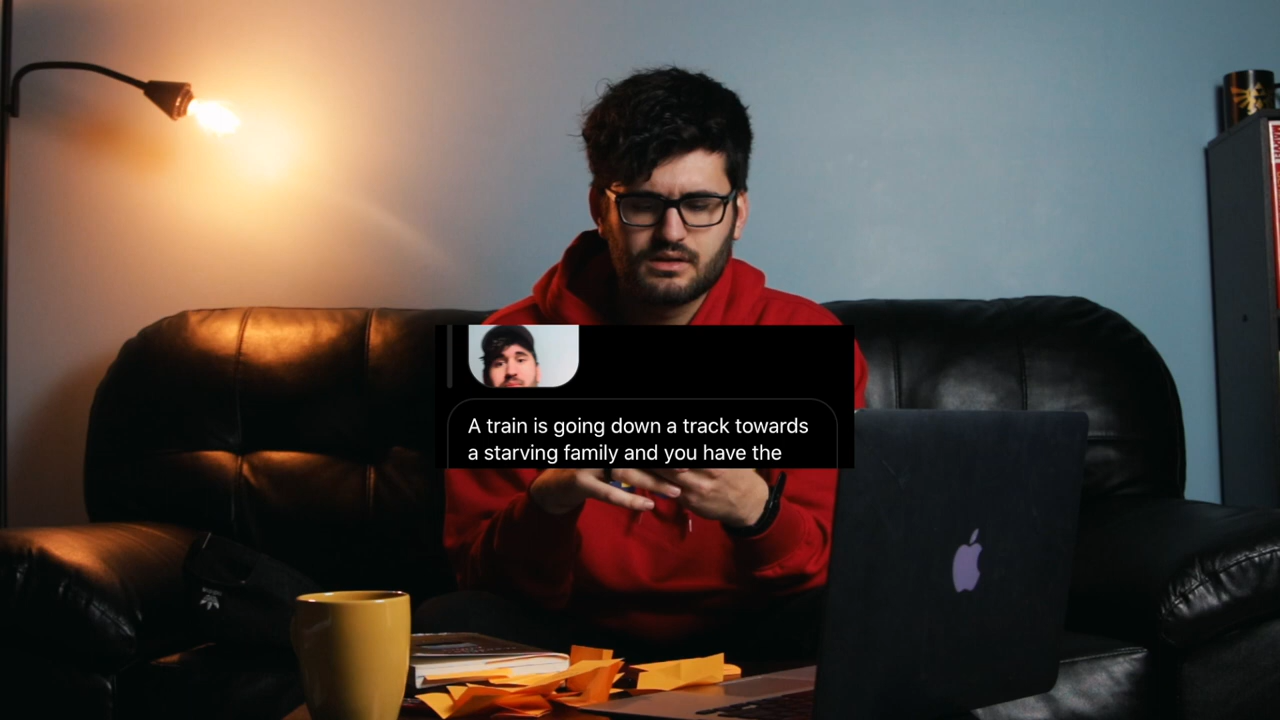 A train is going down a track towards
a starving family and you have the